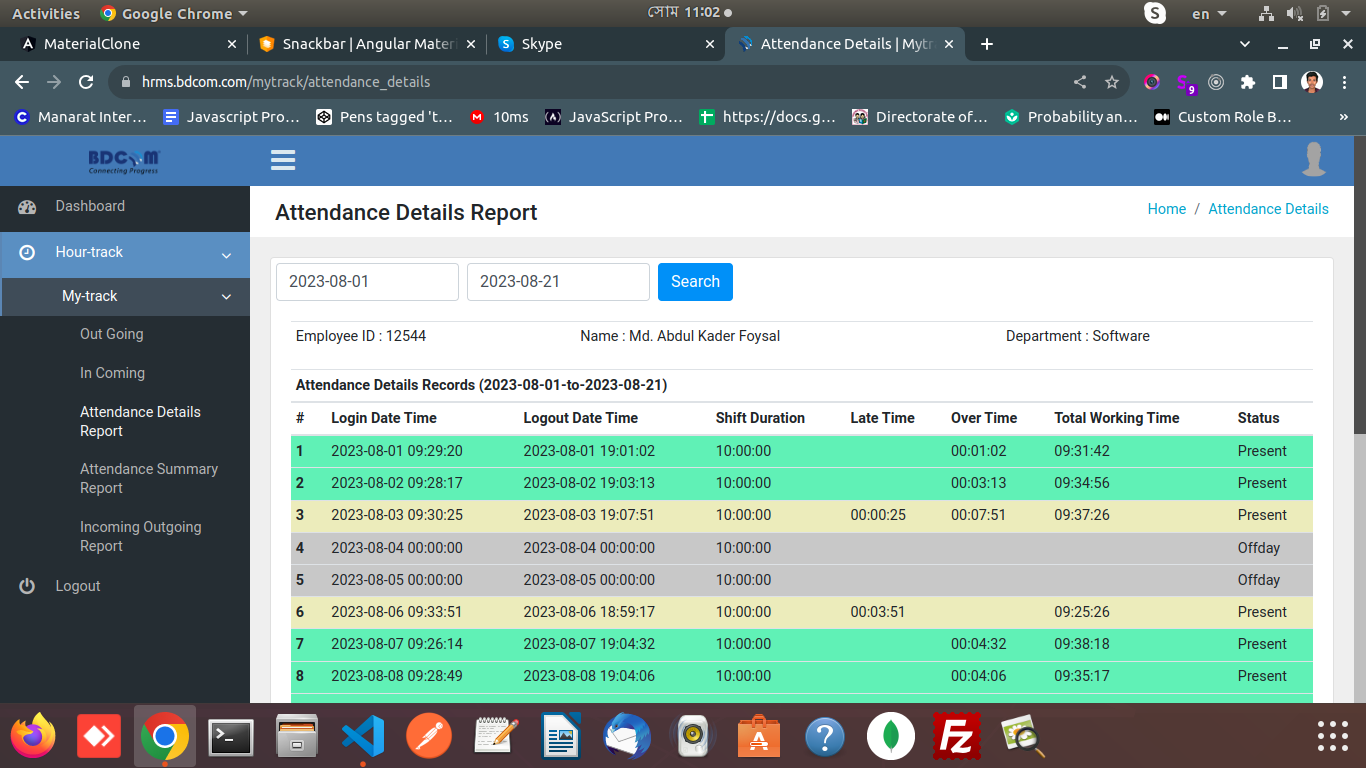 Activities Google Chrome সোম 11:02 en
MaterialClone Snackbar | Angular Materi Skype Attendance Details | Mytr
hrms.bdcom.com/mytrack/attendance_details 9
Manarat Inter... Javascript Pro... Pens tagged 't... 10ms JavaScript Pro... https://docs.g... Directorate of... Probability an... Custom Role B... »
BDCOM
Connecting Progress
Dashboard
Hour-track
My-track
Out Going
In Coming
Attendance Details
Report
Attendance Summary
Report
Incoming Outgoing
Report
Logout
Attendance Details Report Home / Attendance Details
2023-08-01 2023-08-21 Search
Employee ID : 12544 Name : Md. Abdul Kader Foysal Department : Software
Attendance Details Records (2023-08-01-to-2023-08-21)
# Login Date Time Logout Date Time Shift Duration Late Time Over Time Total Working Time Status
1 2023-08-01 09:29:20 2023-08-01 19:01:02 10:00:00 00:01:02 09:31:42 Present
2 2023-08-02 09:28:17 2023-08-02 19:03:13 10:00:00 00:03:13 09:34:56 Present
3 2023-08-03 09:30:25 2023-08-03 19:07:51 10:00:00 00:00:25 00:07:51 09:37:26 Present
4 2023-08-04 00:00:00 2023-08-04 00:00:00 10:00:00 Offday
5 2023-08-05 00:00:00 2023-08-05 00:00:00 10:00:00 Offday
6 2023-08-06 09:33:51 2023-08-06 18:59:17 10:00:00 00:03:51 09:25:26 Present
7 2023-08-07 09:26:14 2023-08-07 19:04:32 10:00:00 00:04:32 09:38:18 Present
8 2023-08-08 09:28:49 2023-08-08 19:04:06 10:00:00 00:04:06 09:35:17 Present